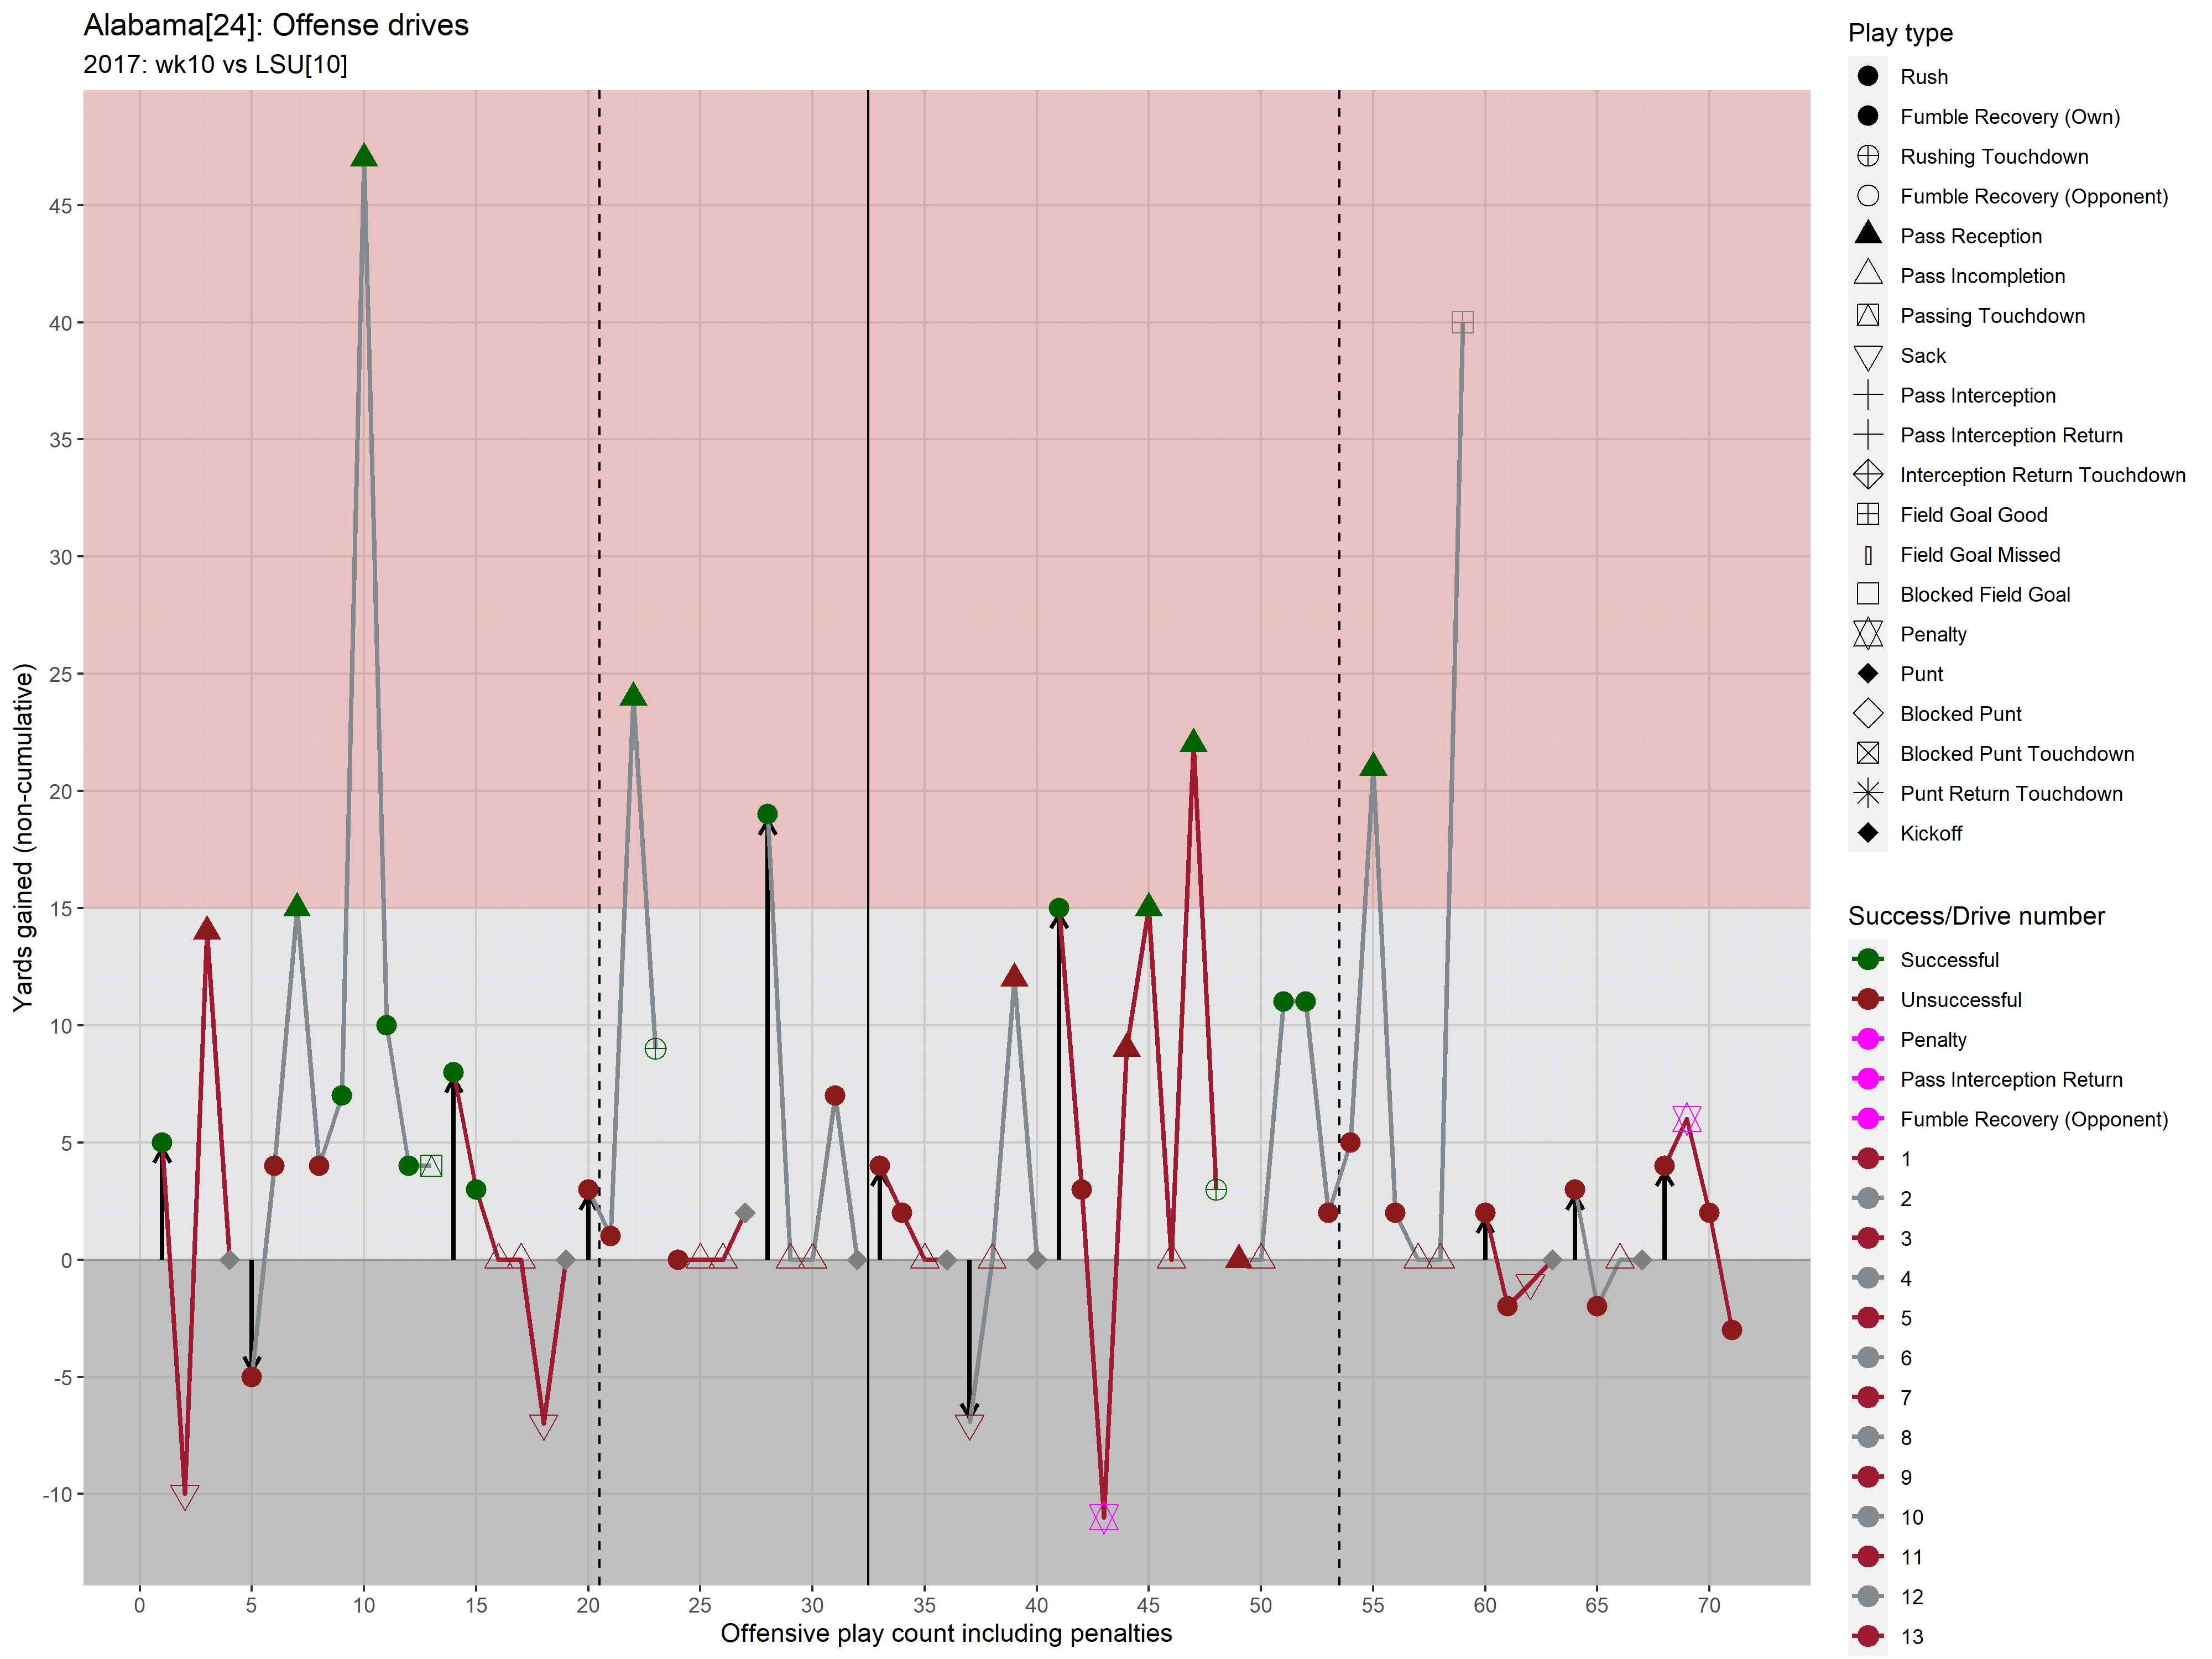 Alabama[24]: Offense drives
2017: wk10 vs LSU[10]
Yards gained (non-cumulative)
45
40
35
30
25
20
15
10
5
0
-5
-10
0 5 10 15 20 25 30 35 40 45 50 55 60 65 70
Offensive play count including penalties
Play type
Rush
Fumble Recovery (Own)
Rushing Touchdown
Fumble Recovery (Opponent)
Pass Reception
Pass Incompletion
Passing Touchdown
Sack
Pass Interception
Pass Interception Return
Interception Return Touchdown
Field Goal Good
Field Goal Missed
Blocked Field Goal
Penalty
Punt
Blocked Punt
Blocked Punt Touchdown
Punt Return Touchdown
Kickoff
Success/Drive number
Successful
Unsuccessful
Penalty
Pass Interception Return
Fumble Recovery (Opponent)
1
2
3
4
5
6
7
8
9
10
11
12
13